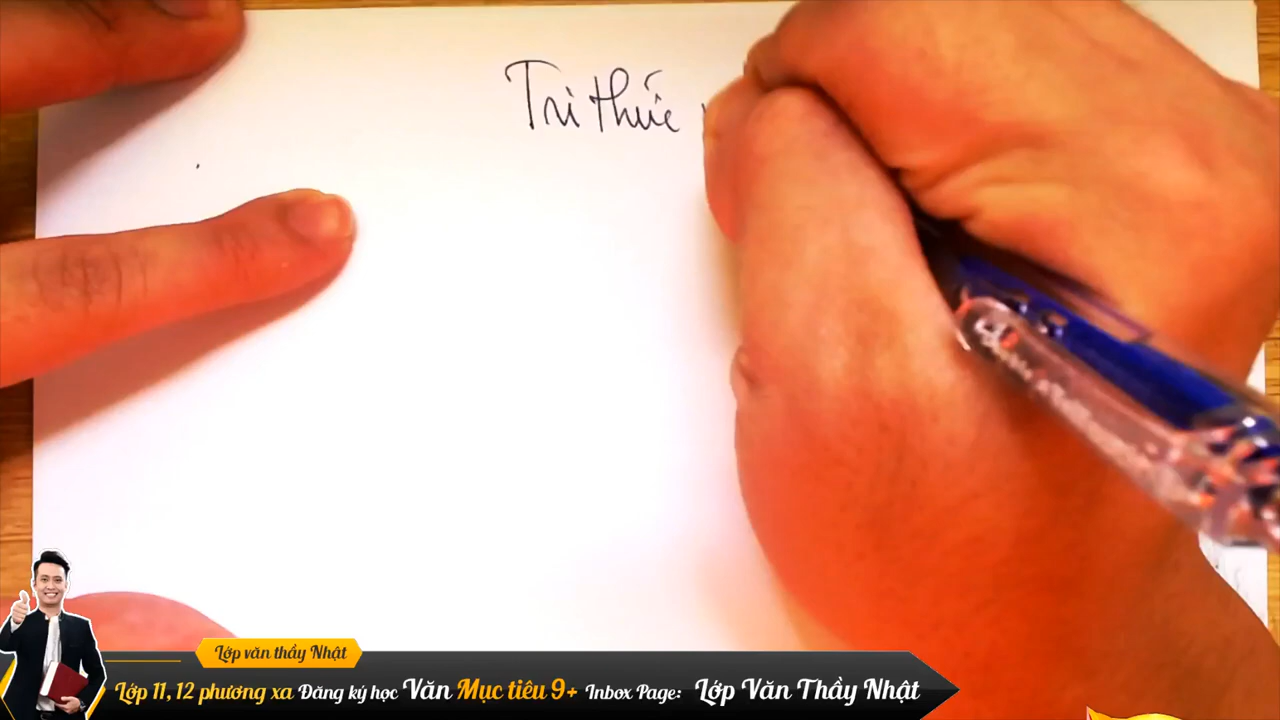 Tri thức
Lớp văn thầy Nhật
Lớp 11, 12 phương xa Đăng ký học Văn Mục tiêu 9+ Inbox Page: Lớp Văn Thầy Nhật